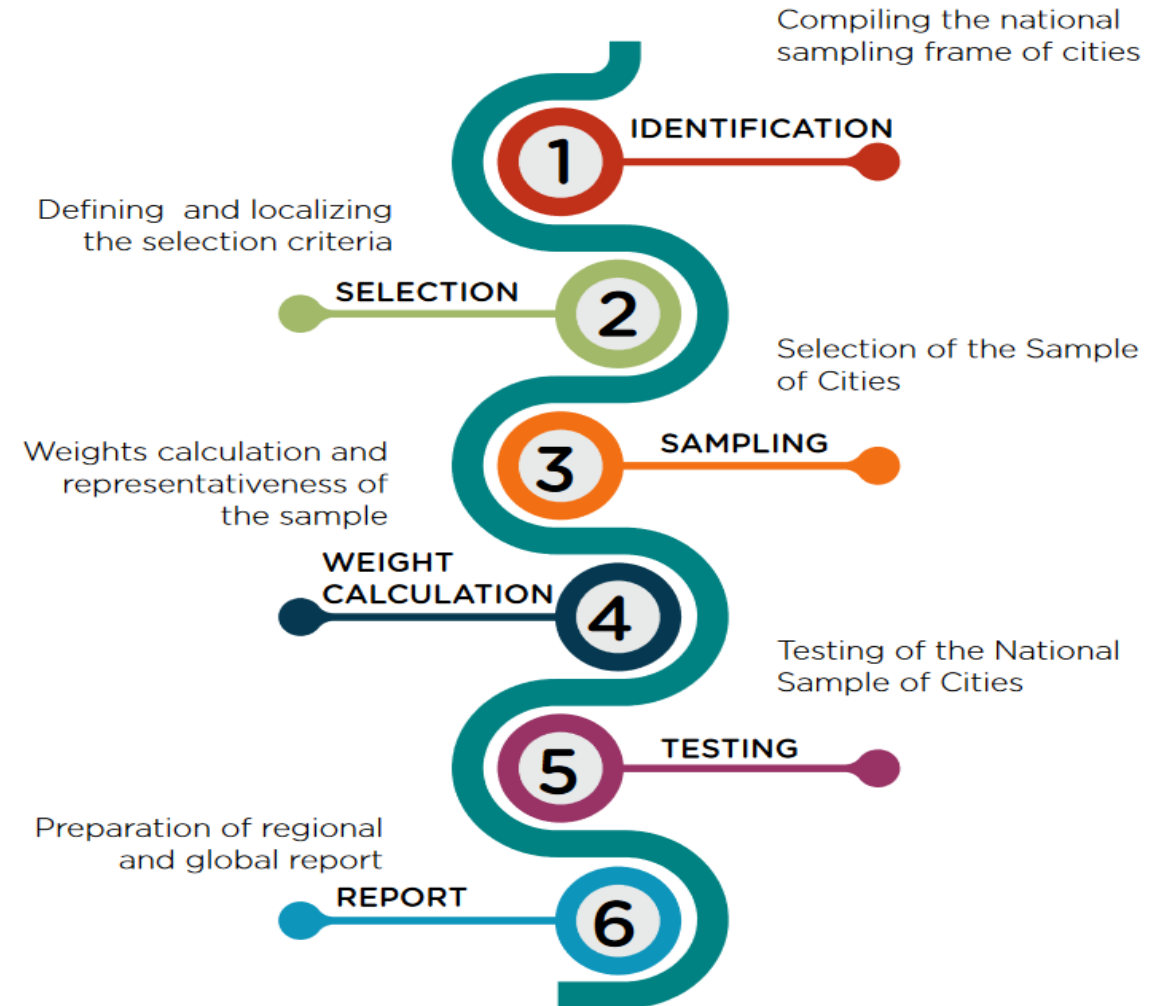 Compiling the national
sampling frame of cities
1
IDENTIFICATION
Defining and localizing
the selection criteria
SELECTION
2
Selection of the Sample
of Cities
3
SAMPLING
Weights calculation and
representativeness of
the sample
WEIGHT
CALCULATION
4
Testing of the National
Sample of Cities
5
TESTING
Preparation of regional
and global report
REPORT
6